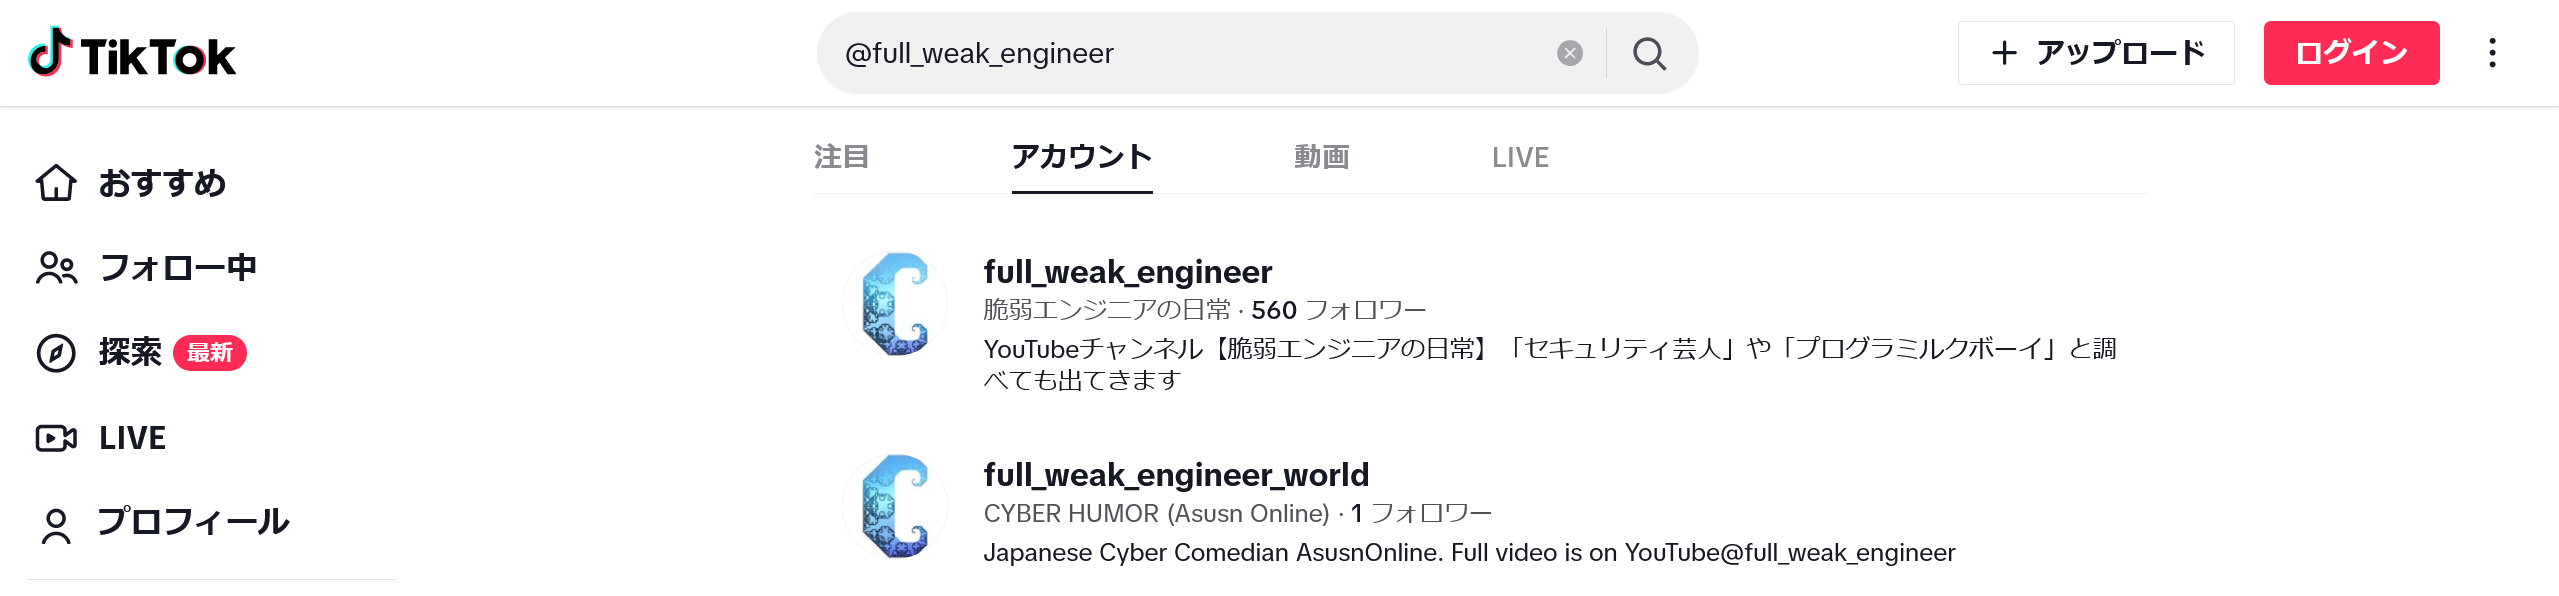 TikTok
@full_weak_engineer
アップロード
ログイン
おすすめ
フォロー中
探索 最新
LIVE
プロフィール
注目 アカウント 動画 LIVE
full_weak_engineer
脆弱エンジニアの日常 · 560 フォロワー
YouTubeチャンネル【脆弱エンジニアの日常】「セキュリティ芸人」や「プログラミルクボーイ」と調
べても出てきます
full_weak_engineer_world
CYBER HUMOR (Asusn Online) · 1 フォロワー
Japanese Cyber Comedian AsusnOnline. Full video is on YouTube@full_weak_engineer